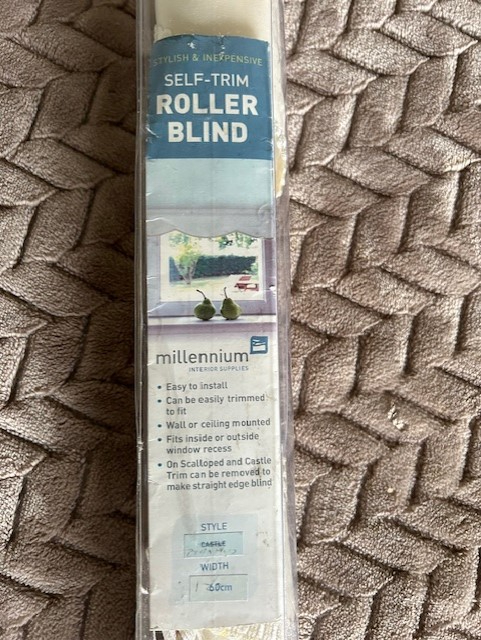 STYLISH & INEXPENSIVE
SELF-TRIM
ROLLER
BLIND
millennium
INTERIOR SUPPLIES
• Easy to install
• Can be easily trimmed
to fit
• Wall or ceiling mounted
• Fits inside or outside
window recess
• On Scalloped and Castle
Trim can be removed to
make straight edge blind
STYLE
CASTLE
WIDTH
60cm